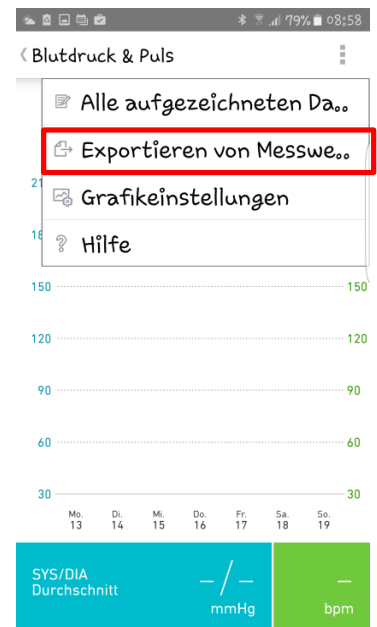 79% 08:58
Blutdruck & Puls
Alle aufgezeichneten Da..
Exportieren von Messwe..
21
Grafikeinstellungen
18
Hilfe
150 150
120 120
90 90
60 60
30 30
Mo. Di. Mi. Do. Fr. Sa. So.
13 14 15 16 17 18 19
SYS/DIA
Durchschnitt
–/–
–
mmHg
bpm